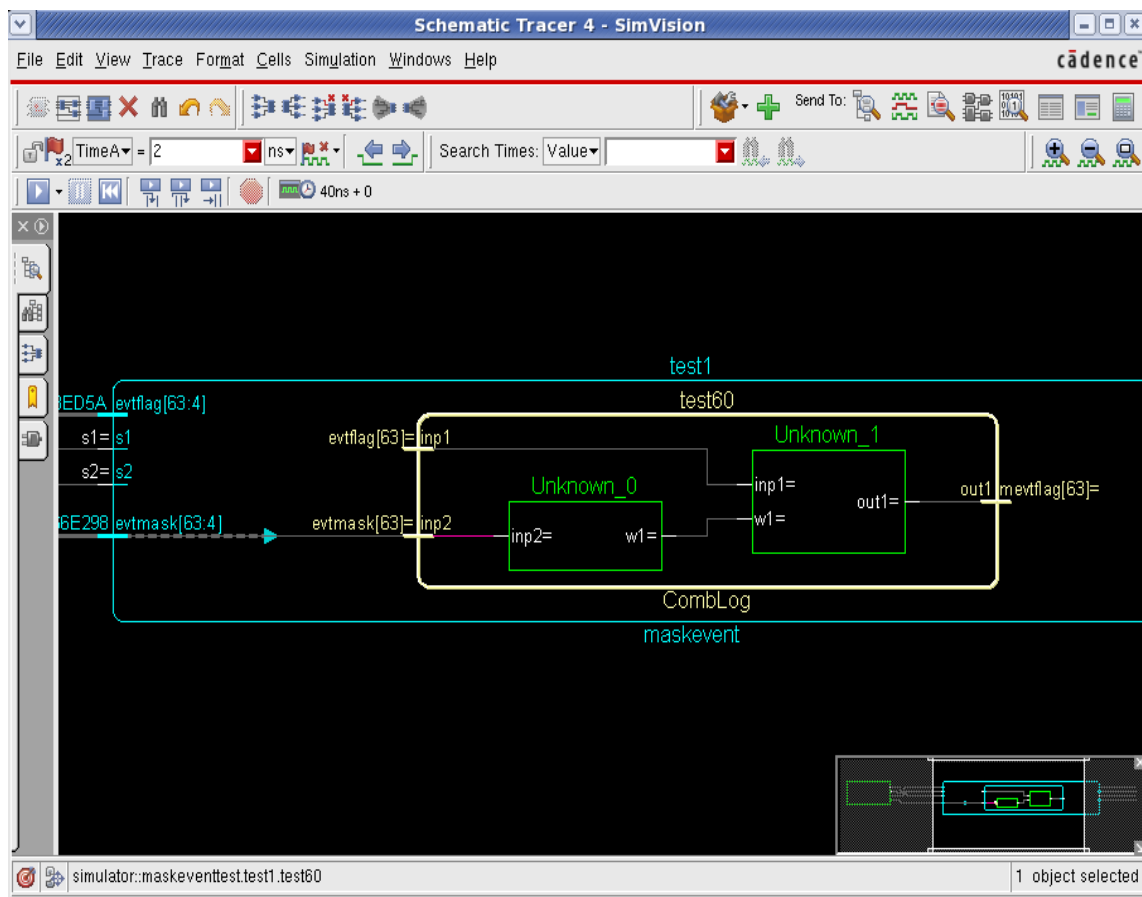 Schematic Tracer 4 - SimVision
File Edit View Trace Format Cells Simulation Windows Help
cādence
Send To:
x2 TimeA = 2 ns Search Times: Value
40ns + 0
test1
8ED5A evtflag[63:4]
test60
s1= s1
evtflag[63]= inp1
Unknown_1
s2= s2
Unknown_0
inp1=
out1=
out1 mevtflag[63]=
66E298 evtmask[63:4]
evtmask[63]= inp2
inp2=
w1=
w1=
CombLog
maskevent
simulator::maskeventtest.test1.test60
1 object selected